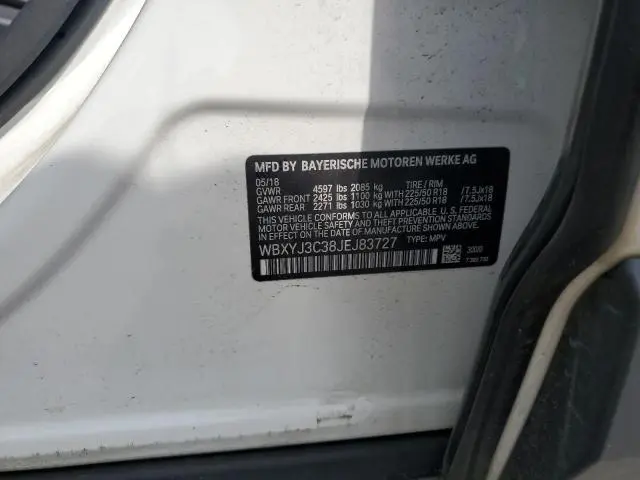 MFD BY BAYERISCHE MOTOREN WERKE AG
05/18
GVWR 4597 lbs 2085 kg TIRE / RIM
GAWR FRONT 2425 lbs 1100 kg WITH 225/50 R18 /7.5Jx18
GAWR REAR 2271 lbs 1030 kg WITH 225/50 R18 /7.5Jx18
THIS VEHICLE CONFORMS TO ALL APPLICABLE U.S. FEDERAL
MOTOR VEHICLE SAFETY, BUMPER, AND THEFT PREVENTION
STANDARDS IN EFFECT ON THE DATE OF MANUFACTURE SHOWN ABOVE.
WBXYJ3C38JEJ83727 TYPE: MPV